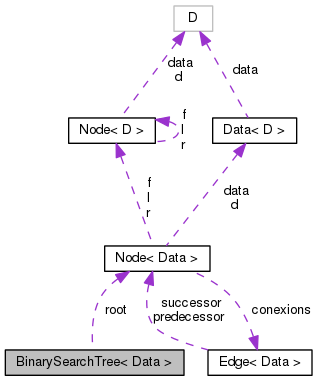 D
data
d
data
Node< D >
f
l
r
Data< D >
f
l
r
data
d
Node< Data >
root
successor
predecessor
conexions
BinarySearchTree< Data >
Edge< Data >